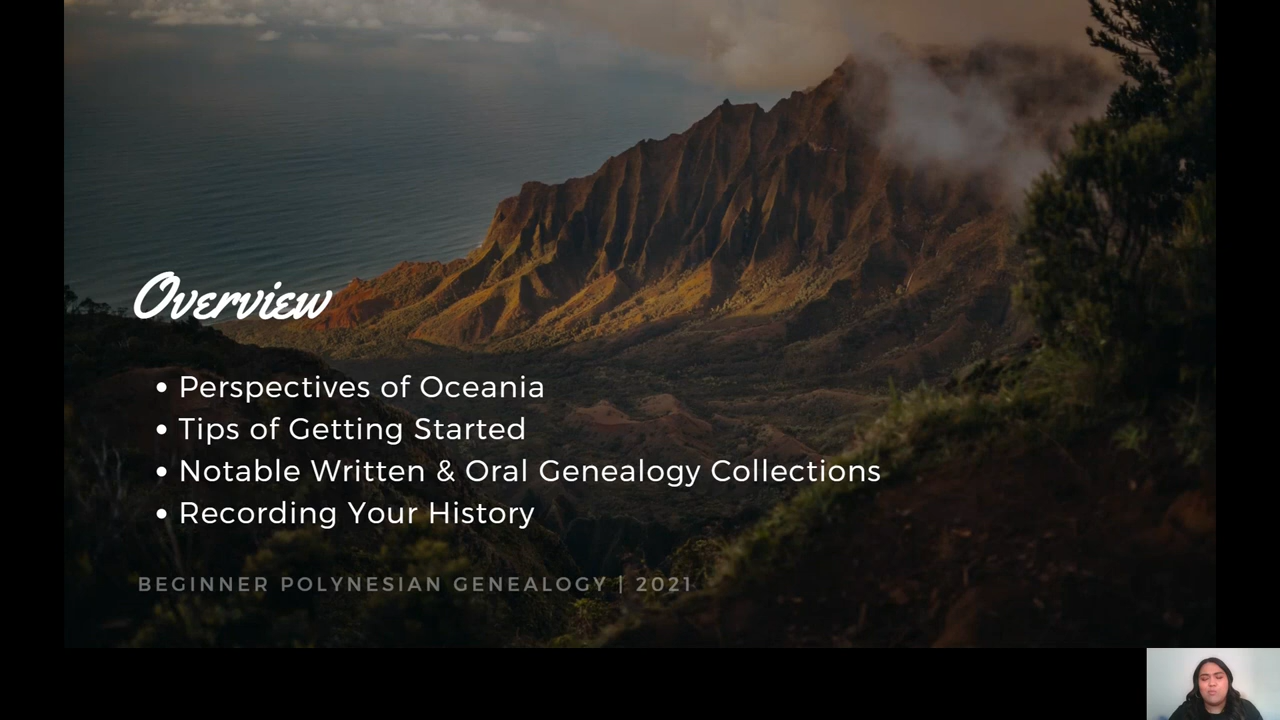 Overview
• Perspectives of Oceania
• Tips of Getting Started
• Notable Written & Oral Genealogy Collections
• Recording Your History
BEGINNER POLYNESIAN GENEALOGY | 2021